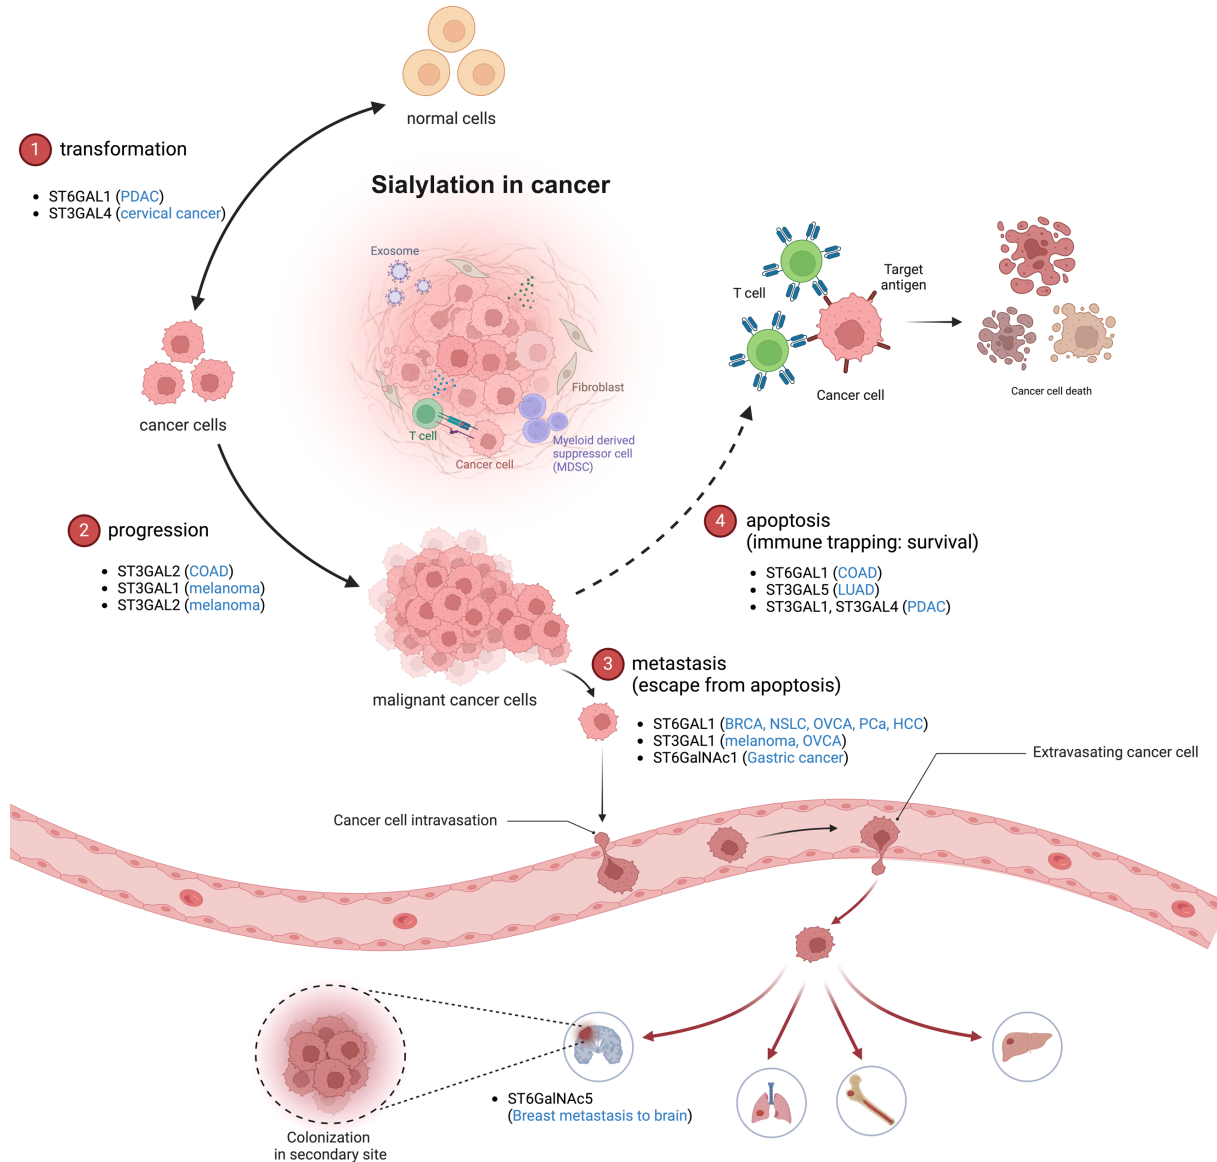 normal cells
1 transformation
• ST6GAL1 (PDAC)
• ST3GAL4 (cervical cancer)
Sialylation in cancer
Exosome
Fibroblast
T cell
Cancer cell
Myeloid derived
suppressor cell
(MDSC)
T cell
Target
antigen
Cancer cell
Cancer cell death
cancer cells
2 progression
• ST3GAL2 (COAD)
• ST3GAL1 (melanoma)
• ST3GAL2 (melanoma)
malignant cancer cells
4 apoptosis
(immune trapping: survival)
• ST6GAL1 (COAD)
• ST3GAL5 (LUAD)
• ST3GAL1, ST3GAL4 (PDAC)
3 metastasis
(escape from apoptosis)
• ST6GAL1 (BRCA, NSLC, OVCA, PCa, HCC)
• ST3GAL1 (melanoma, OVCA)
• ST6GalNAc1 (Gastric cancer)
Extravasating cancer cell
Cancer cell intravasation
• ST6GalNAc5
(Breast metastasis to brain)
Colonization
in secondary site